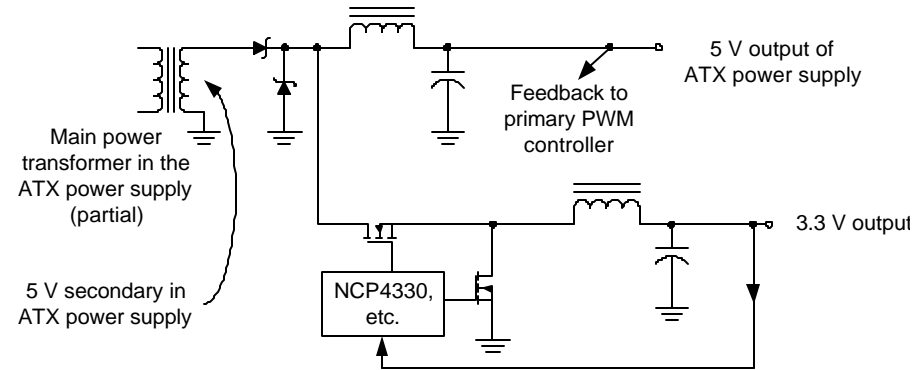 5 V output of
ATX power supply
Feedback to
primary PWM
controller
Main power
transformer in the
ATX power supply
(partial)
3.3 V output
5 V secondary in
ATX power supply
NCP4330,
etc.